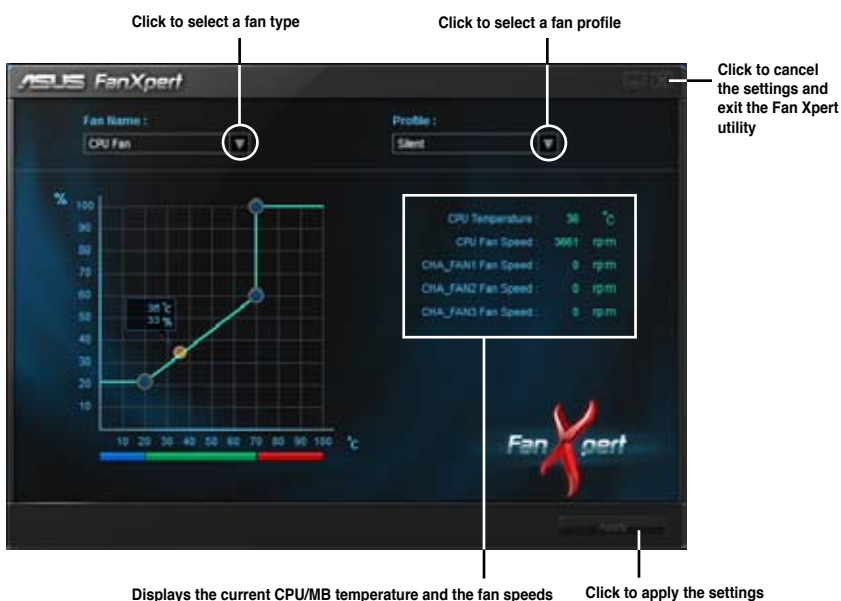 Click to select a fan type
Click to select a fan profile
Click to cancel
the settings and
exit the Fan Xpert
utility
ASUS FanXpert
Fan Name :
CPU Fan
Profile :
Silent
%
100
90
80
70
60
50
40
30
20
10
36 °C
33 %
10 20 30 40 50 60 70 80 90 100 °C
CPU Temperature : 36 °C
CPU Fan Speed : 3661 rpm
CHA_FAN1 Fan Speed : 0 rpm
CHA_FAN2 Fan Speed : 0 rpm
CHA_FAN3 Fan Speed : 0 rpm
Fan Xpert
Apply
Displays the current CPU/MB temperature and the fan speeds
Click to apply the settings